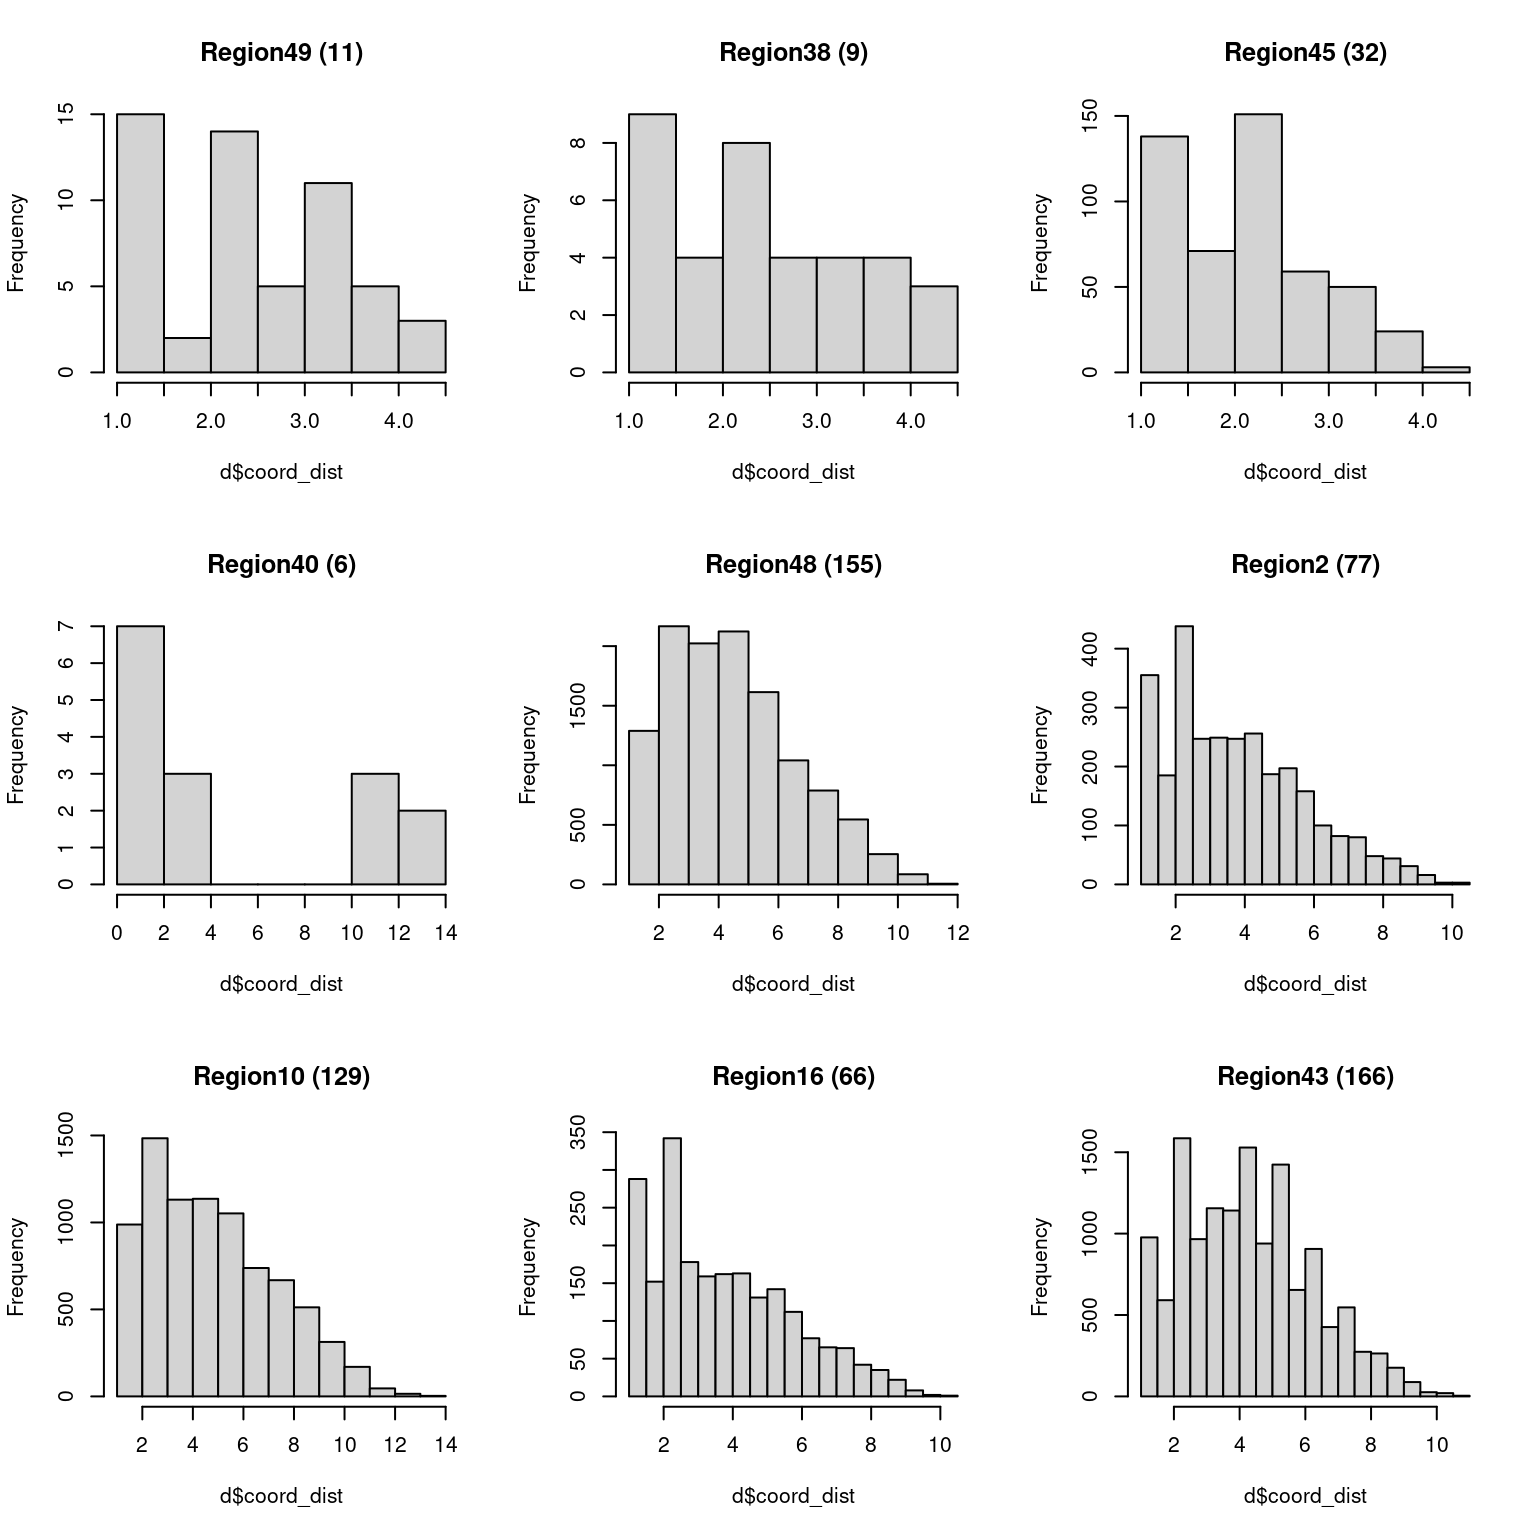 Region49 (11)
Frequency
0 5 10 15
1.0 2.0 3.0 4.0
d$coord_dist
Region38 (9)
Frequency
0 2 4 6 8
1.0 2.0 3.0 4.0
d$coord_dist
Region45 (32)
Frequency
0 50 100 150
1.0 2.0 3.0 4.0
d$coord_dist
Region40 (6)
Frequency
0 1 2 3 4 5 6 7
0 2 4 6 8 10 12 14
d$coord_dist
Region48 (155)
Frequency
0 500 1500
2 4 6 8 10 12
d$coord_dist
Region2 (77)
Frequency
0 100 200 300 400
2 4 6 8 10
d$coord_dist
Region10 (129)
Frequency
0 500 1000 1500
2 4 6 8 10 12 14
d$coord_dist
Region16 (66)
Frequency
0 50 150 250 350
2 4 6 8 10
d$coord_dist
Region43 (166)
Frequency
0 500 1000 1500
2 4 6 8 10
d$coord_dist